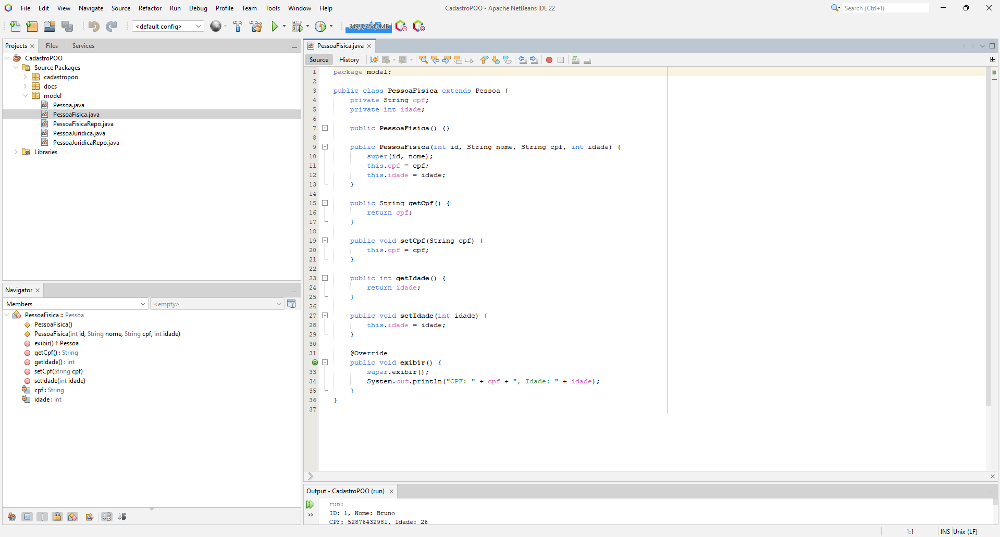 File Edit View Navigate Source Refactor Run Debug Profile Team Tools Window Help
CadastroPOO - Apache NetBeans IDE 22
Search (Ctrl+I)
<default config>
349,3/454,0MB
Projects Files Services
CadastroPOO
Source Packages
cadastropoo
docs
model
Pessoa.java
PessoaFisica.java
PessoaFisicaRepo.java
PessoaJuridica.java
PessoaJuridicaRepo.java
Libraries
Navigator
Members
<empty>
PessoaFisica :: Pessoa
PessoaFisica()
PessoaFisica(int id, String nome, String cpf, int idade)
exibir() ↑ Pessoa
getCpf() : String
getIdade() : int
setCpf(String cpf)
setIdade(int idade)
cpf : String
idade : int
PessoaFisica.java
Source History
1 package model;
2
3 public class PessoaFisica extends Pessoa {
4 private String cpf;
5 private int idade;
6
7 public PessoaFisica() {}
8
9 public PessoaFisica(int id, String nome, String cpf, int idade) {
10 super(id, nome);
11 this.cpf = cpf;
12 this.idade = idade;
13 }
14
15 public String getCpf() {
16 return cpf;
17 }
18
19 public void setCpf(String cpf) {
20 this.cpf = cpf;
21 }
22
23 public int getIdade() {
24 return idade;
25 }
26
27 public void setIdade(int idade) {
28 this.idade = idade;
29 }
30
31 @Override
public void exibir() {
33 super.exibir();
34 System.out.println("CPF: " + cpf + ", Idade: " + idade);
35 }
36 }
37
Output - CadastroPOO (run)
run:
ID: 1, Nome: Bruno
CPF: 52876432981, Idade: 26
1:1 INS Unix (LF)